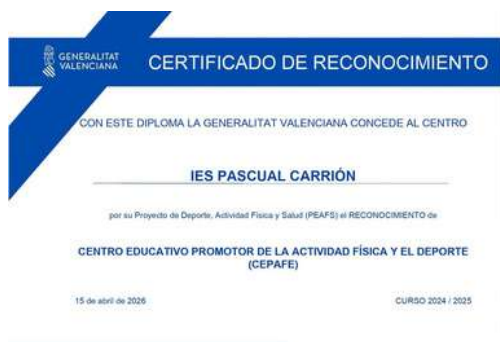 GENERALITAT
VALENCIANA
CERTIFICADO DE RECONOCIMIENTO
CON ESTE DIPLOMA LA GENERALITAT VALENCIANA CONCEDE AL CENTRO
IES PASCUAL CARRIÓN
por su Proyecto de Deporte, Actividad Física y Salud (PEAFS) el RECONOCIMIENTO de
CENTRO EDUCATIVO PROMOTOR DE LA ACTIVIDAD FÍSICA Y EL DEPORTE
(CEPAFE)
15 de abril de 2026
CURSO 2024 / 2025